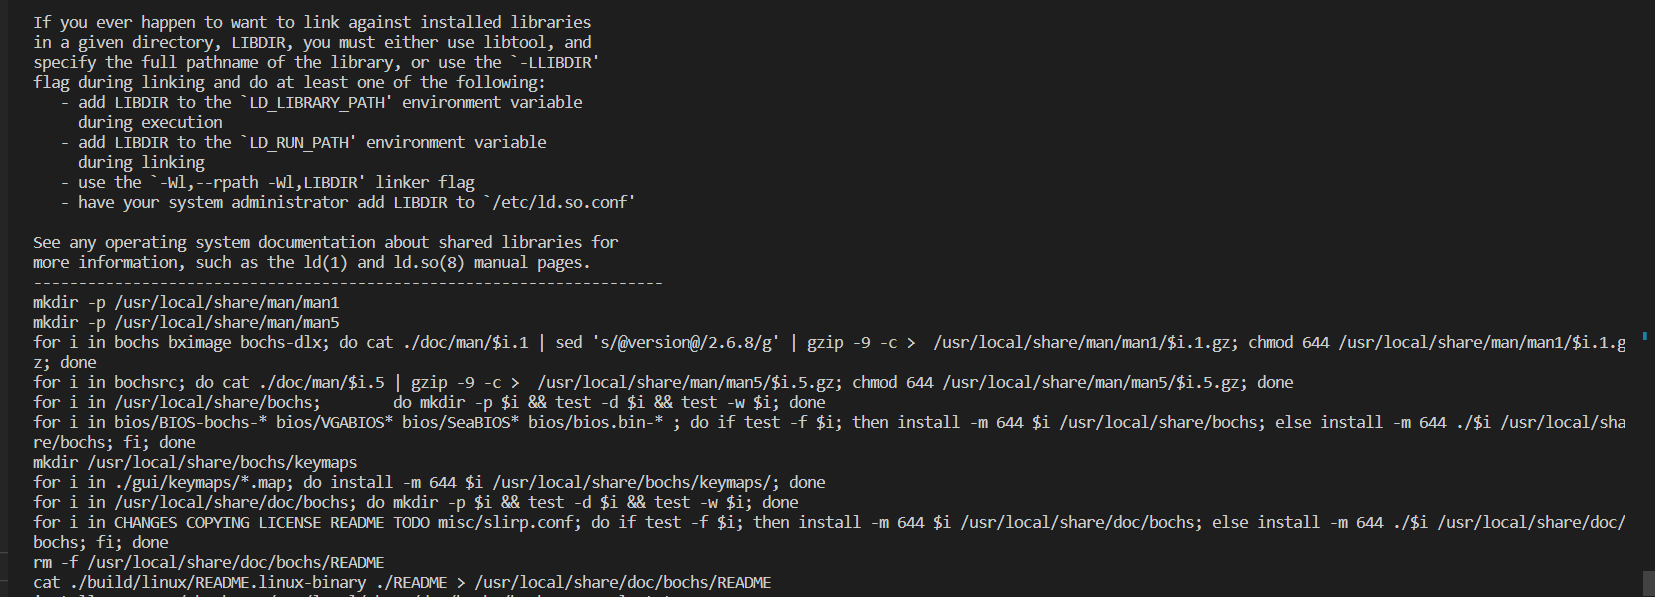 If you ever happen to want to link against installed libraries
in a given directory, LIBDIR, you must either use libtool, and
specify the full pathname of the library, or use the `-LLIBDIR'
flag during linking and do at least one of the following:
- add LIBDIR to the `LD_LIBRARY_PATH' environment variable
during execution
- add LIBDIR to the `LD_RUN_PATH' environment variable
during linking
- use the `-Wl,--rpath -Wl,LIBDIR' linker flag
- have your system administrator add LIBDIR to `/etc/ld.so.conf'
See any operating system documentation about shared libraries for
more information, such as the ld(1) and ld.so(8) manual pages.
----------------------------------------------------------------------
mkdir -p /usr/local/share/man/man1
mkdir -p /usr/local/share/man/man5
for i in bochs bximage bochs-dlx; do cat ./doc/man/$i.1 | sed 's/@version@/2.6.8/g' | gzip -9 -c >  /usr/local/share/man/man1/$i.1.gz; chmod 644 /usr/local/share/man/man1/$i.1.g
z; done
for i in bochsrc; do cat ./doc/man/$i.5 | gzip -9 -c >  /usr/local/share/man/man5/$i.5.gz; chmod 644 /usr/local/share/man/man5/$i.5.gz; done
for i in /usr/local/share/bochs;        do mkdir -p $i && test -d $i && test -w $i; done
for i in bios/BIOS-bochs-* bios/VGABIOS* bios/SeaBIOS* bios/bios.bin-* ; do if test -f $i; then install -m 644 $i /usr/local/share/bochs; else install -m 644 ./$i /usr/local/sha
re/bochs; fi; done
mkdir /usr/local/share/bochs/keymaps
for i in ./gui/keymaps/*.map; do install -m 644 $i /usr/local/share/bochs/keymaps/; done
for i in /usr/local/share/doc/bochs; do mkdir -p $i && test -d $i && test -w $i; done
for i in CHANGES COPYING LICENSE README TODO misc/slirp.conf; do if test -f $i; then install -m 644 $i /usr/local/share/doc/bochs; else install -m 644 ./$i /usr/local/share/doc/
bochs; fi; done
rm -f /usr/local/share/doc/bochs/README
cat ./build/linux/README.linux-binary ./README > /usr/local/share/doc/bochs/README